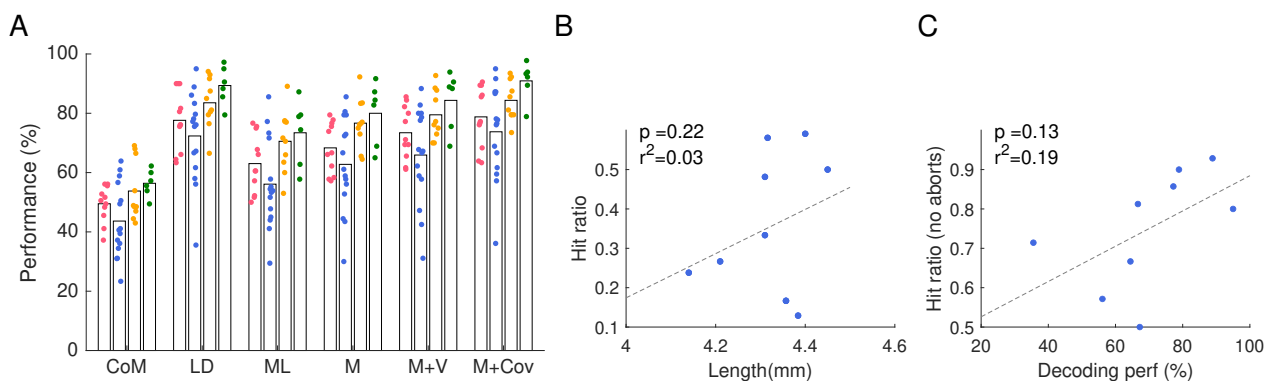 A
Performance (%)
100
80
60
40
20
0
CoM LD ML M M+V M+Cov
B
p =0.22
r²=0.03
Hit ratio
0.5
0.4
0.3
0.2
0.1
4 4.2 4.4 4.6
Length(mm)
C
p =0.13
r²=0.19
Hit ratio (no aborts)
0.9
0.8
0.7
0.6
0.5
20 40 60 80 100
Decoding perf (%)